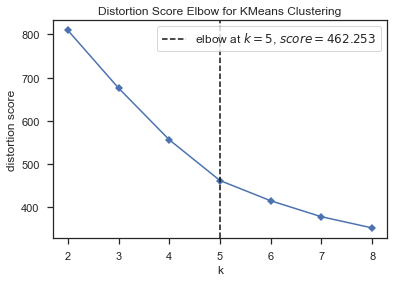 Distortion Score Elbow for KMeans Clustering
elbow at k = 5, score = 462.253
distortion score
800
700
600
500
400
2 3 4 5 6 7 8
k